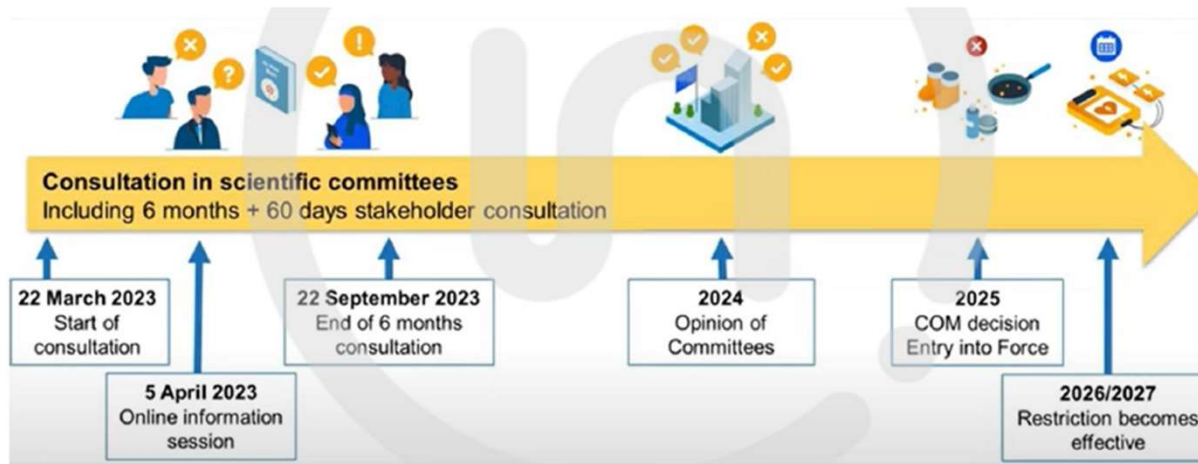 Consultation in scientific committees
Including 6 months + 60 days stakeholder consultation
22 March 2023
Start of
consultation
5 April 2023
Online information
session
22 September 2023
End of 6 months
consultation
2024
Opinion of
Committees
2025
COM decision
Entry into Force
2026/2027
Restriction becomes
effective